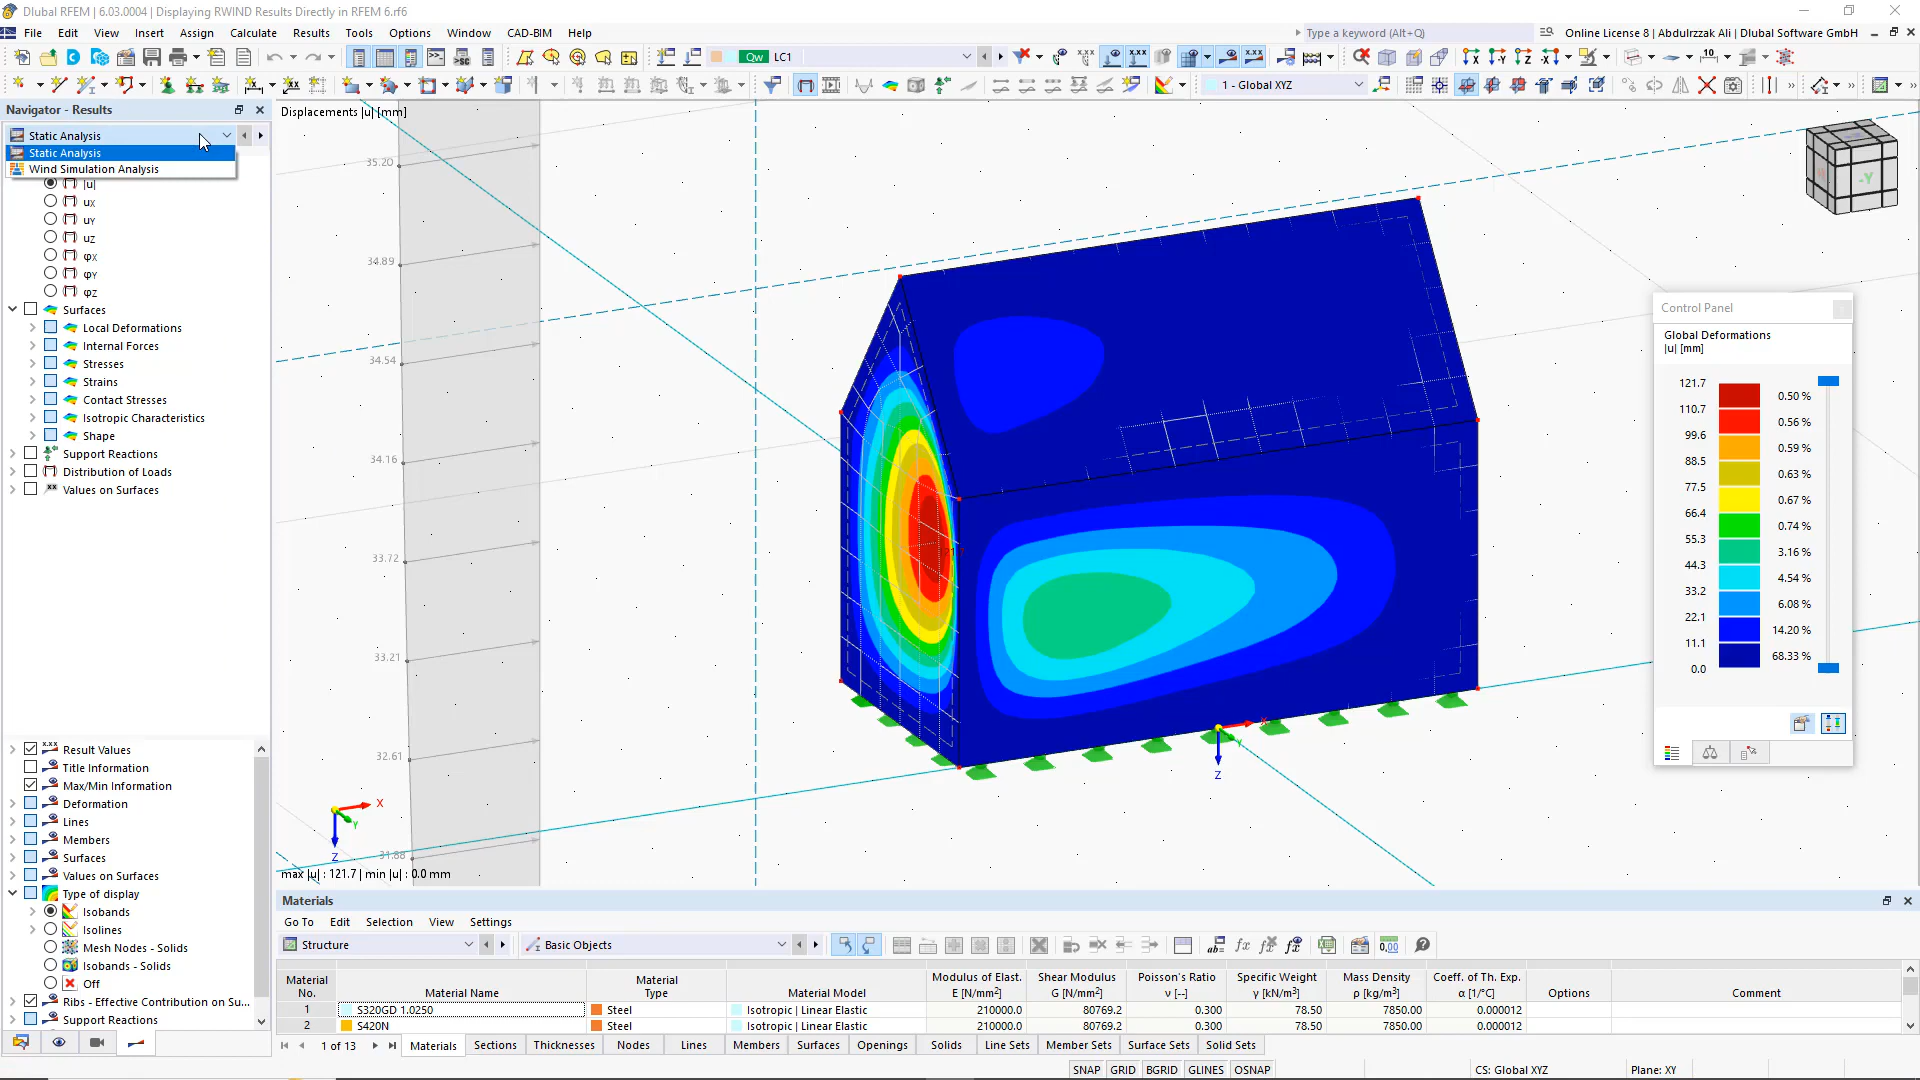 Dlubal RFEM | 6.03.0004 | Displaying RWIND Results Directly in RFEM 6.rf6
File Edit View Insert Assign Calculate Results Tools Options Window CAD-BIM Help
Type a keyword (Alt+Q)
Online License 8 | Abdulrzzak Ali | Dlubal Software GmbH
Qw LC1
1 - Global XYZ
Navigator - Results
Static Analysis
Static Analysis
Wind Simulation Analysis
|u|
uX
uY
uZ
φX
φY
φZ
Surfaces
Local Deformations
Internal Forces
Stresses
Strains
Contact Stresses
Isotropic Characteristics
Shape
Support Reactions
Distribution of Loads
Values on Surfaces
Result Values
Title Information
Max/Min Information
Deformation
Lines
Members
Surfaces
Values on Surfaces
Type of display
Isobands
Isolines
Mesh Nodes - Solids
Isobands - Solids
Off
Ribs - Effective Contribution on Su...
Support Reactions
Displacements |u| [mm]
35.20
34.89
34.54
34.16
33.72
33.21
32.61
31.88
X
Y
Z
X
Y
Z
-Y
max |u| : 121.7 | min |u| : 0.0 mm
Control Panel
Global Deformations
|u| [mm]
121.7
0.50 %
110.7
0.56 %
99.6
0.59 %
88.5
0.63 %
77.5
0.67 %
66.4
0.74 %
55.3
3.16 %
44.3
4.54 %
33.2
6.08 %
22.1
14.20 %
11.1
68.33 %
0.0
Materials
Go To Edit Selection View Settings
Structure
Basic Objects
Material No. Material Name Material Type Material Model Modulus of Elast. E [N/mm²] Shear Modulus G [N/mm²] Poisson's Ratio ν [--] Specific Weight γ [kN/m³] Mass Density ρ [kg/m³] Coeff. of Th. Exp. α [1/°C] Options Comment
1 S320GD 1.0250 Steel Isotropic | Linear Elastic 210000.0 80769.2 0.300 78.50 7850.00 0.000012
2 S420N Steel Isotropic | Linear Elastic 210000.0 80769.2 0.300 78.50 7850.00 0.000012
1 of 13 Materials Sections Thicknesses Nodes Lines Members Surfaces Openings Solids Line Sets Member Sets Surface Sets Solid Sets
SNAP GRID BGRID GLINES OSNAP CS: Global XYZ Plane: XY